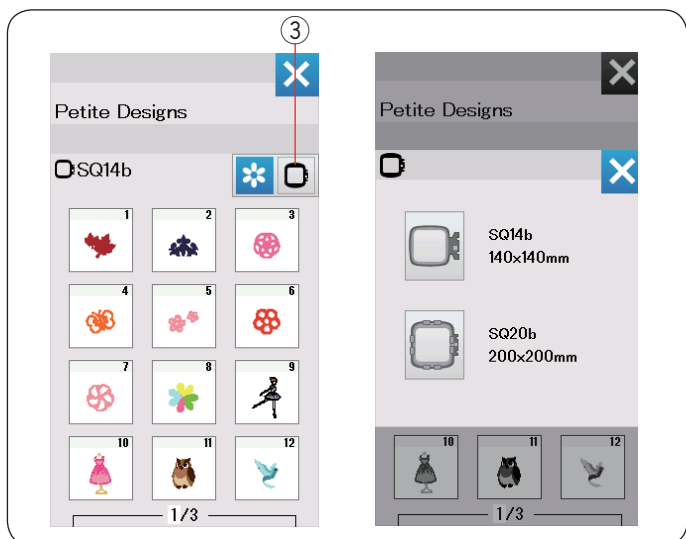 ③
Petite Designs
SQ14b
1 2 3
4 5 6
7 8 9
10 11 12
1/3
Petite Designs
SQ14b
140x140mm
SQ20b
200x200mm
10 11 12
1/3